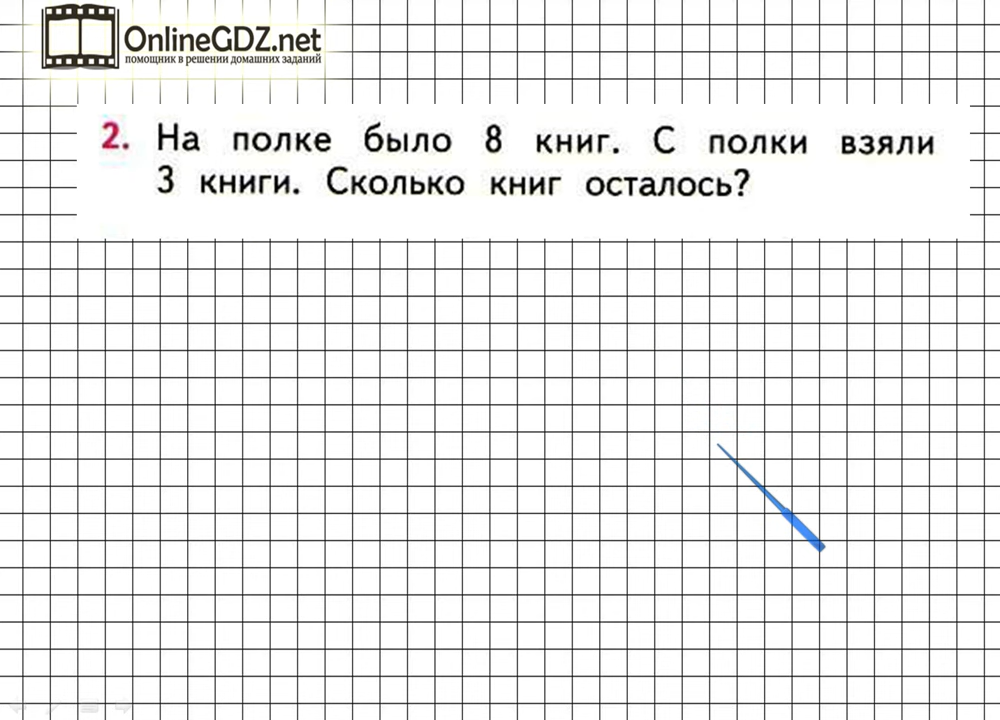 OnlineGDZ.net
помощник в решении домашних заданий
2. На полке было 8 книг. С полки взяли
3 книги. Сколько книг осталось?